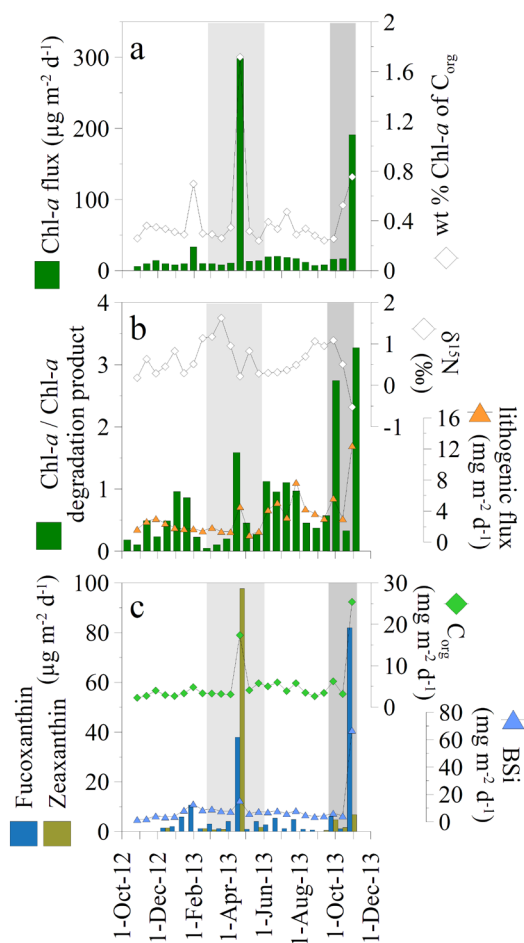 a
Chl-a flux (µg m⁻² d⁻¹)
300
200
100
0
2
1.6
1.2
0.8
0.4
0
wt % Chl-a of Corg
b
Chl-a / Chl-a
degradation product
4
3
2
1
0
2
1
0
-1
δ¹⁵N
(‰)
16
12
8
4
0
lithogenic flux
(mg m⁻² d⁻¹)
c
Fucoxanthin
Zeaxanthin (µg m⁻² d⁻¹)
100
80
60
40
20
0
30
20
10
0
Corg
(mg m⁻² d⁻¹)
80
60
40
20
0
BSi
(mg m⁻² d⁻¹)
1-Oct-12
1-Dec-12
1-Feb-13
1-Apr-13
1-Jun-13
1-Aug-13
1-Oct-13
1-Dec-13